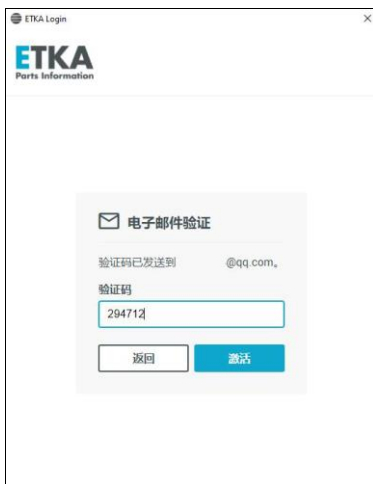 ETKA Login
ETKA
Parts Information
电子邮件验证
验证码已发送到 @qq.com。
验证码
294712
返回 激活